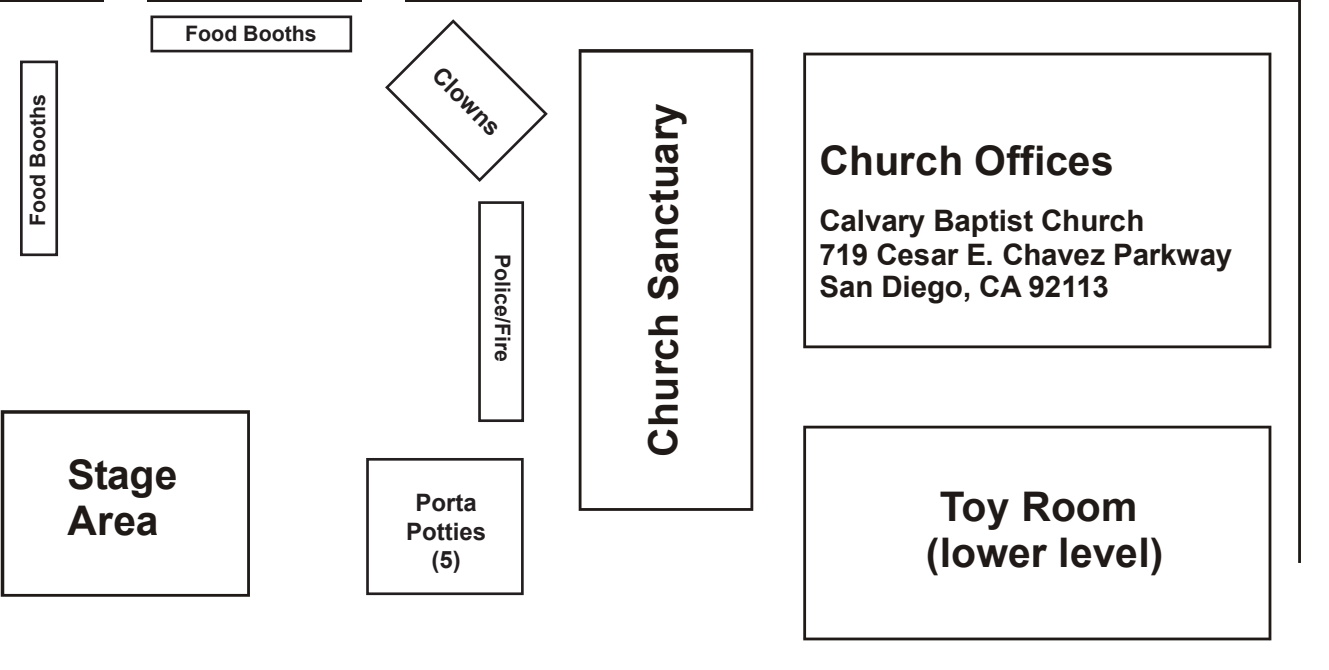 Food Booths
Food Booths
Clowns
Police/Fire
Church Sanctuary
Church Offices
Calvary Baptist Church
719 Cesar E. Chavez Parkway
San Diego, CA 92113
Stage
Area
Porta
Potties
(5)
Toy Room
(lower level)